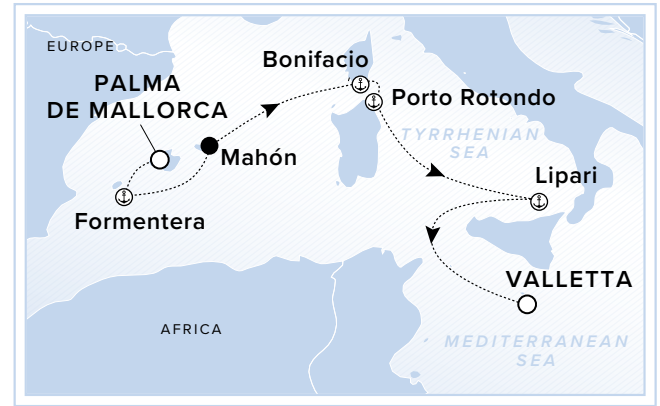 EUROPE
PALMA
DE MALLORCA
Bonifacio
Porto Rotondo
TYRRHENIAN
SEA
Mahón
Lipari
Formentera
VALLETTA
AFRICA
MEDITERRANEAN
SEA